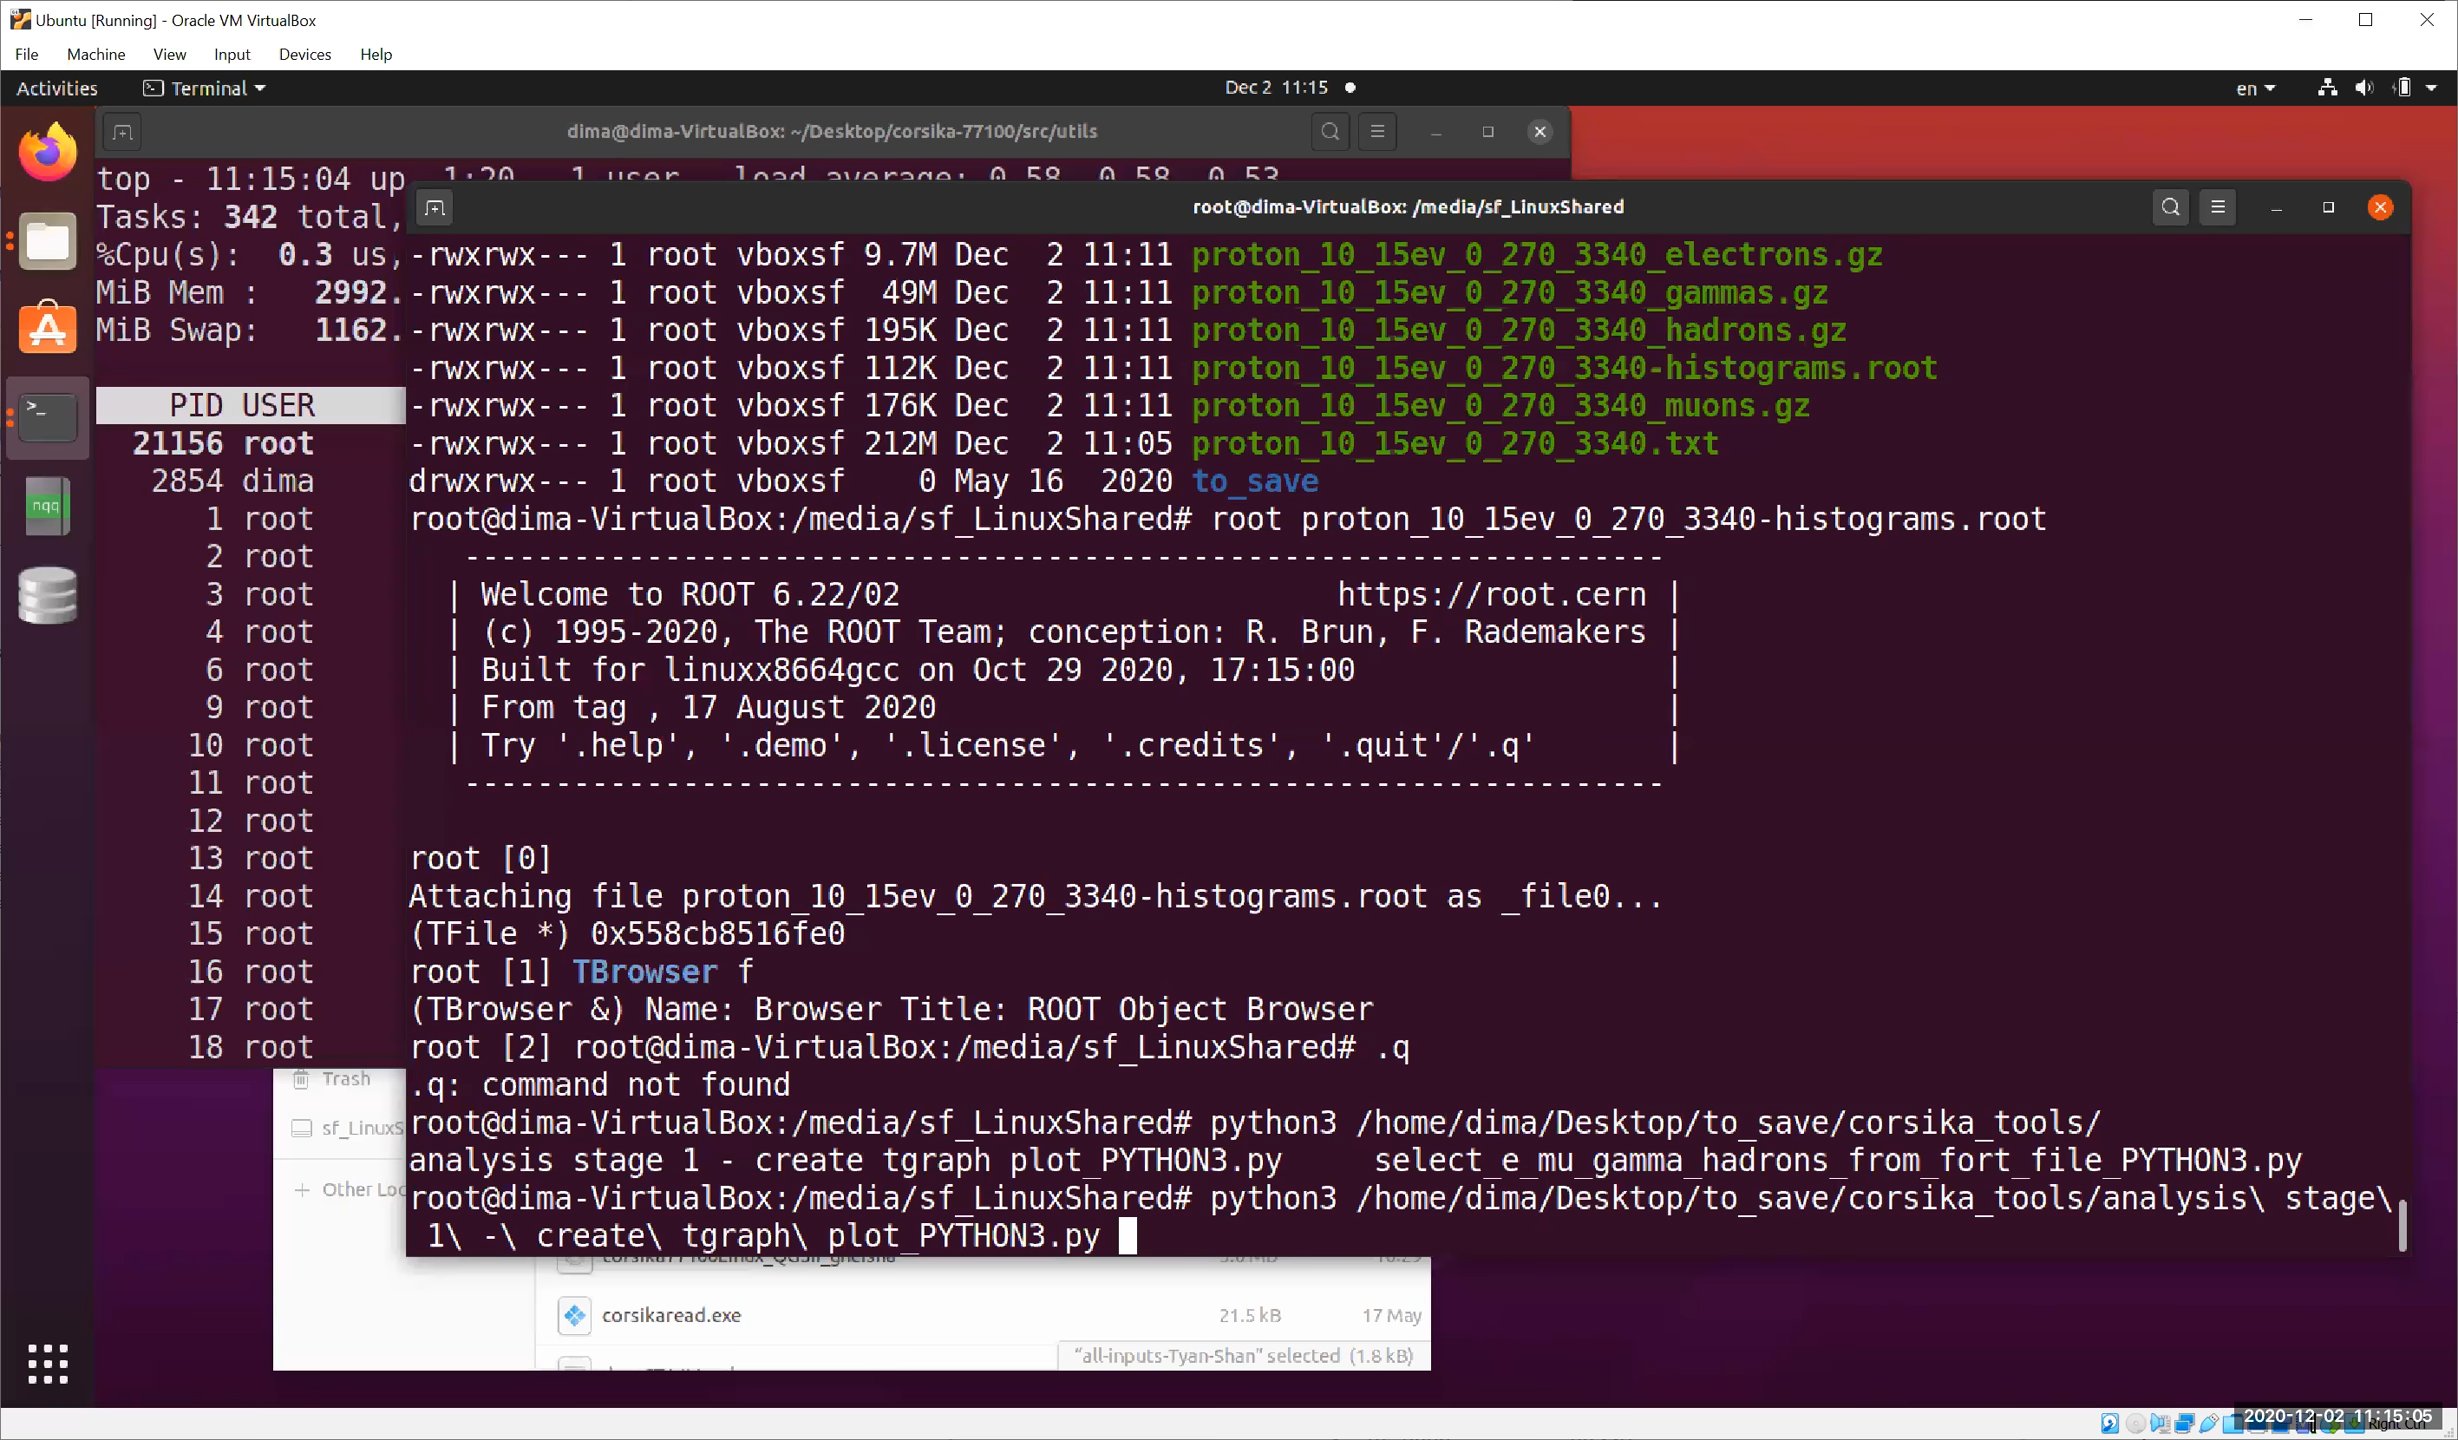 Ubuntu [Running] - Oracle VM VirtualBox
File Machine View Input Devices Help
Activities Terminal Dec 2 11:15 en
dima@dima-VirtualBox: ~/Desktop/corsika-77100/src/utils
top - 11:15:04 up 1:20 1 user load average: 0.58 0.58 0.53
Tasks: 342 total,
%Cpu(s): 0.3 us,
MiB Mem : 2992.
MiB Swap: 1162.
PID USER
21156 root
2854 dima
1 root
2 root
3 root
4 root
6 root
9 root
10 root
11 root
12 root
13 root
14 root
15 root
16 root
17 root
18 root
root@dima-VirtualBox: /media/sf_LinuxShared
-rwxrwx--- 1 root vboxsf 9.7M Dec 2 11:11 proton_10_15ev_0_270_3340_electrons.gz
-rwxrwx--- 1 root vboxsf 49M Dec 2 11:11 proton_10_15ev_0_270_3340_gammas.gz
-rwxrwx--- 1 root vboxsf 195K Dec 2 11:11 proton_10_15ev_0_270_3340_hadrons.gz
-rwxrwx--- 1 root vboxsf 112K Dec 2 11:11 proton_10_15ev_0_270_3340-histograms.root
-rwxrwx--- 1 root vboxsf 176K Dec 2 11:11 proton_10_15ev_0_270_3340_muons.gz
-rwxrwx--- 1 root vboxsf 212M Dec 2 11:05 proton_10_15ev_0_270_3340.txt
drwxrwx--- 1 root vboxsf 0 May 16 2020 to_save
root@dima-VirtualBox:/media/sf_LinuxShared# root proton_10_15ev_0_270_3340-histograms.root
------------------------------------------------------------------
| Welcome to ROOT 6.22/02 https://root.cern |
| (c) 1995-2020, The ROOT Team; conception: R. Brun, F. Rademakers |
| Built for linuxx8664gcc on Oct 29 2020, 17:15:00 |
| From tag , 17 August 2020 |
| Try '.help', '.demo', '.license', '.credits', '.quit'/'.q' |
------------------------------------------------------------------
root [0]
Attaching file proton_10_15ev_0_270_3340-histograms.root as _file0...
(TFile *) 0x558cb8516fe0
root [1] TBrowser f
(TBrowser &) Name: Browser Title: ROOT Object Browser
root [2] root@dima-VirtualBox:/media/sf_LinuxShared# .q
.q: command not found
root@dima-VirtualBox:/media/sf_LinuxShared# python3 /home/dima/Desktop/to_save/corsika_tools/
analysis stage 1 - create tgraph plot_PYTHON3.py select_e_mu_gamma_hadrons_from_fort_file_PYTHON3.py
root@dima-VirtualBox:/media/sf_LinuxShared# python3 /home/dima/Desktop/to_save/corsika_tools/analysis\ stage\
1\ -\ create\ tgraph\ plot_PYTHON3.py
Trash
sf_LinuxS
+ Other Loc
corsikaread.exe 21.5 kB 17 May
"all-inputs-Tyan-Shan" selected (1.8 kB)
nqq
2020-12-02 11:15:05